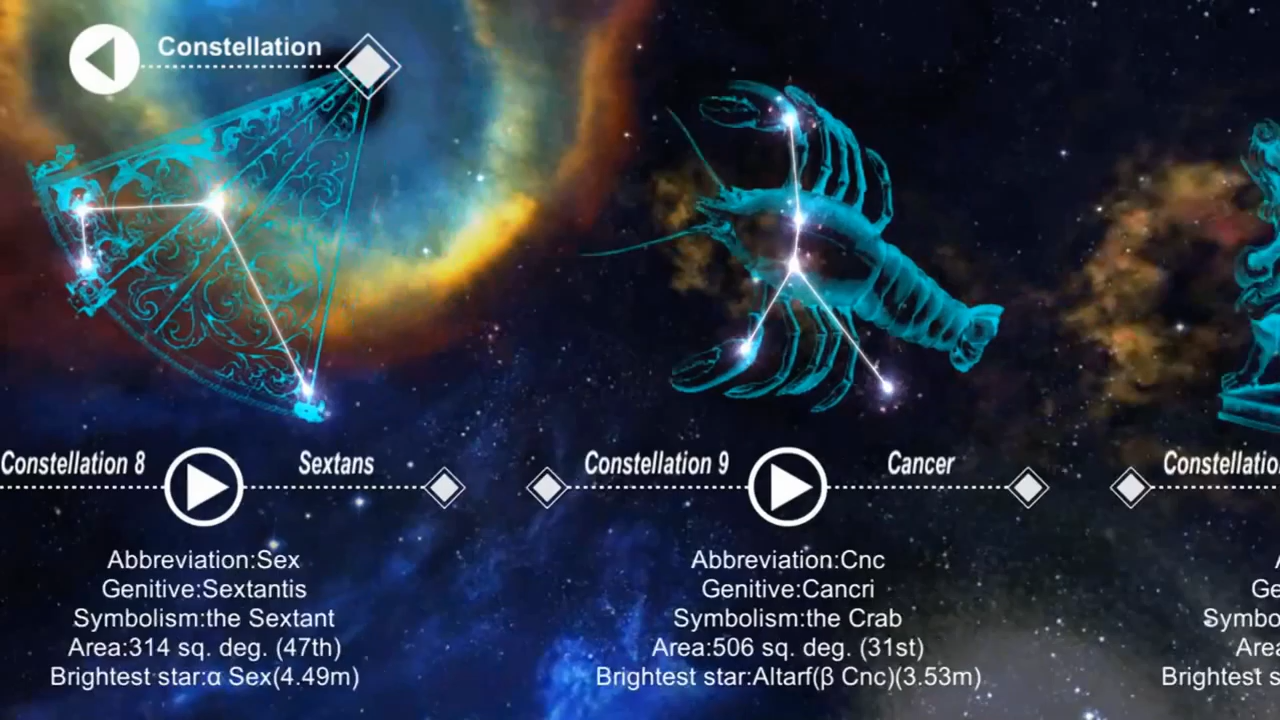 Constellation
Constellation 8
Sextans
Abbreviation:Sex
Genitive:Sextantis
Symbolism:the Sextant
Area:314 sq. deg. (47th)
Brightest star:α Sex(4.49m)
Constellation 9
Cancer
Abbreviation:Cnc
Genitive:Cancri
Symbolism:the Crab
Area:506 sq. deg. (31st)
Brightest star:Altarf(β Cnc)(3.53m)
Brightest